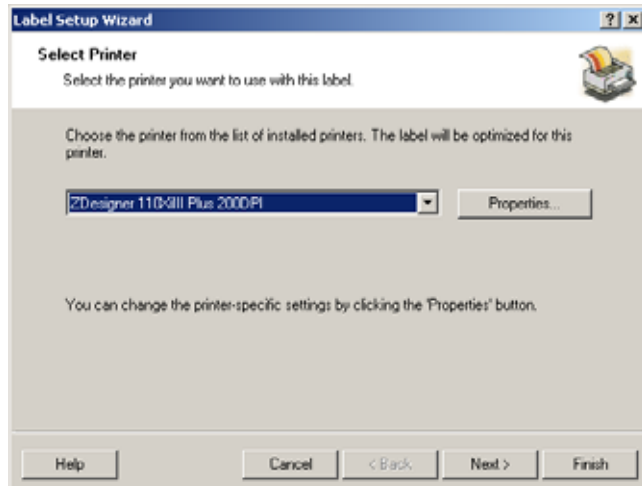 Label Setup Wizard
Select Printer
Select the printer you want to use with this label.
Choose the printer from the list of installed printers. The label will be optimized for this
printer.
ZDesigner 110XiIII Plus 200DPI
Properties...
You can change the printer-specific settings by clicking the 'Properties' button.
Help
Cancel
< Back
Next >
Finish